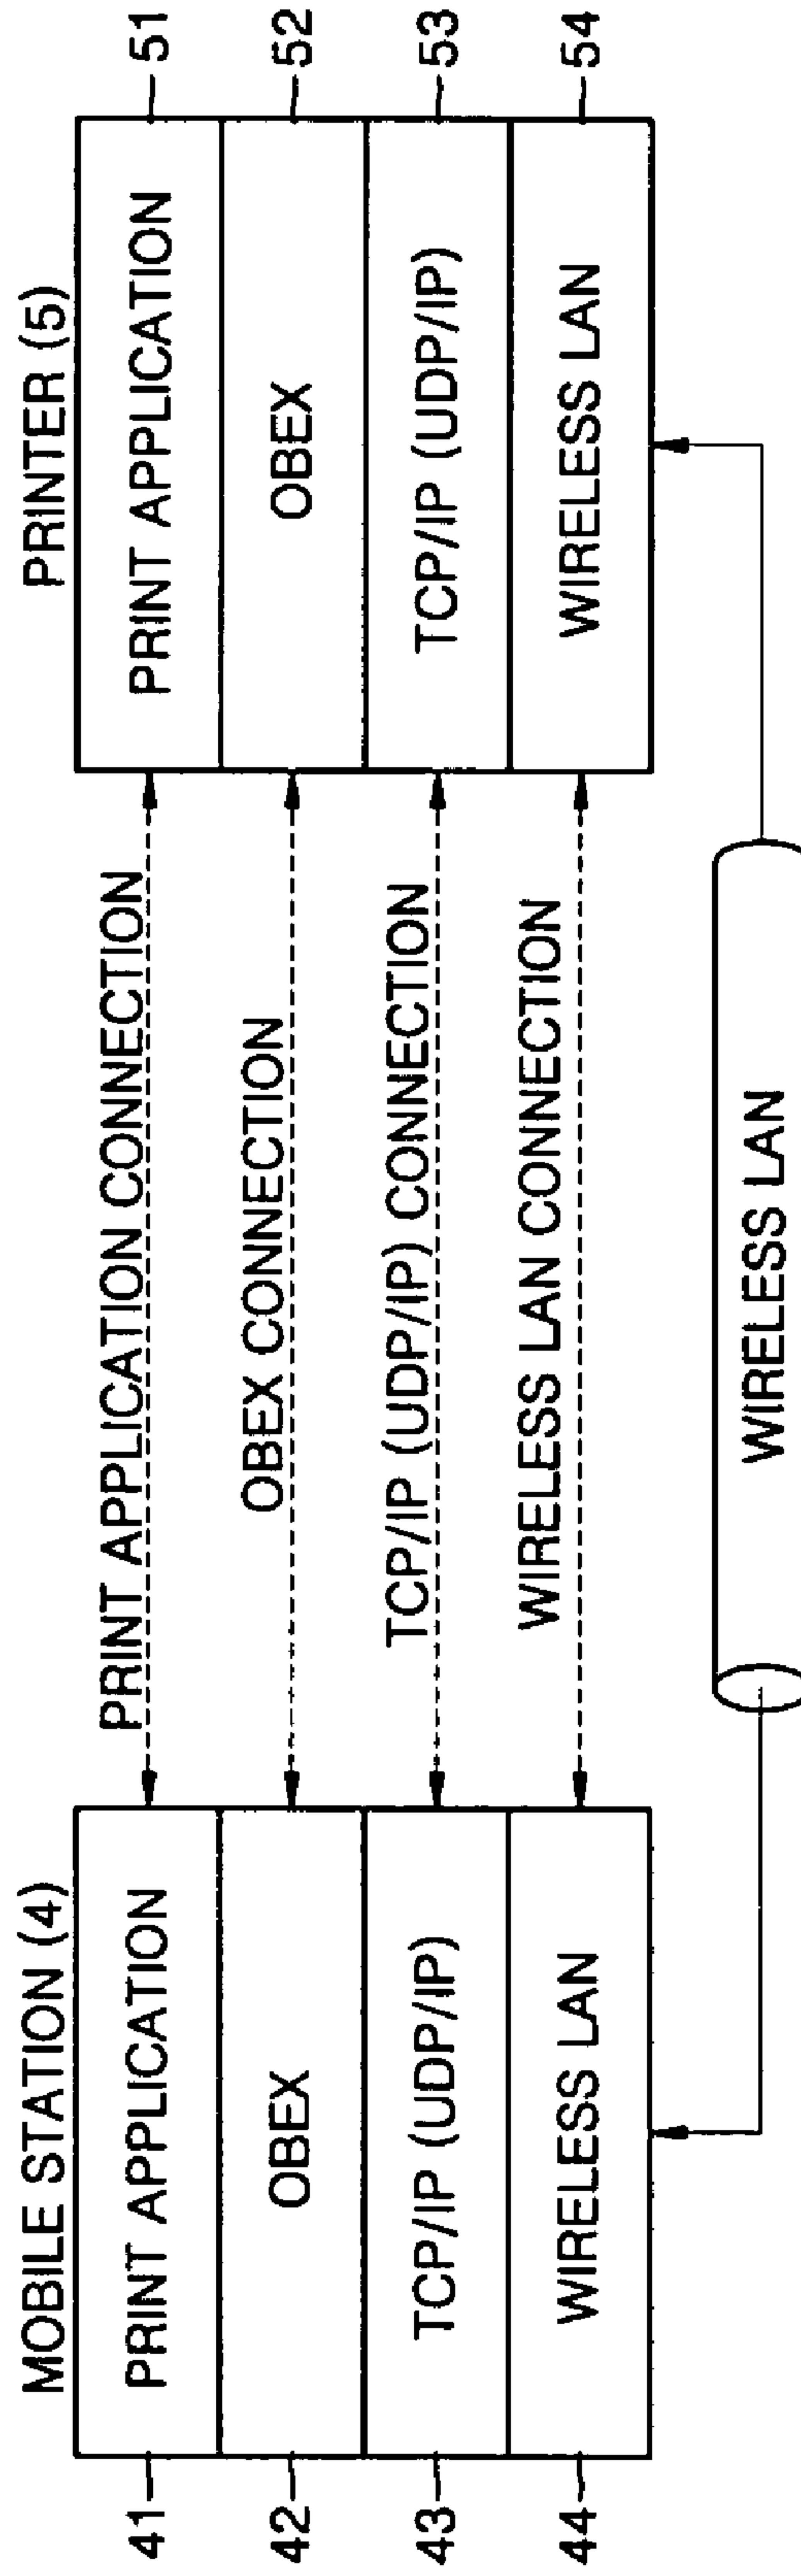 MOBILE STATION (4)
PRINTER (5)
41
PRINT APPLICATION
PRINT APPLICATION CONNECTION
PRINT APPLICATION
51
42
OBEX
OBEX CONNECTION
OBEX
52
43
TCP/IP (UDP/IP)
TCP/IP (UDP/IP) CONNECTION
TCP/IP (UDP/IP)
53
44
WIRELESS LAN
WIRELESS LAN CONNECTION
WIRELESS LAN
54
WIRELESS LAN